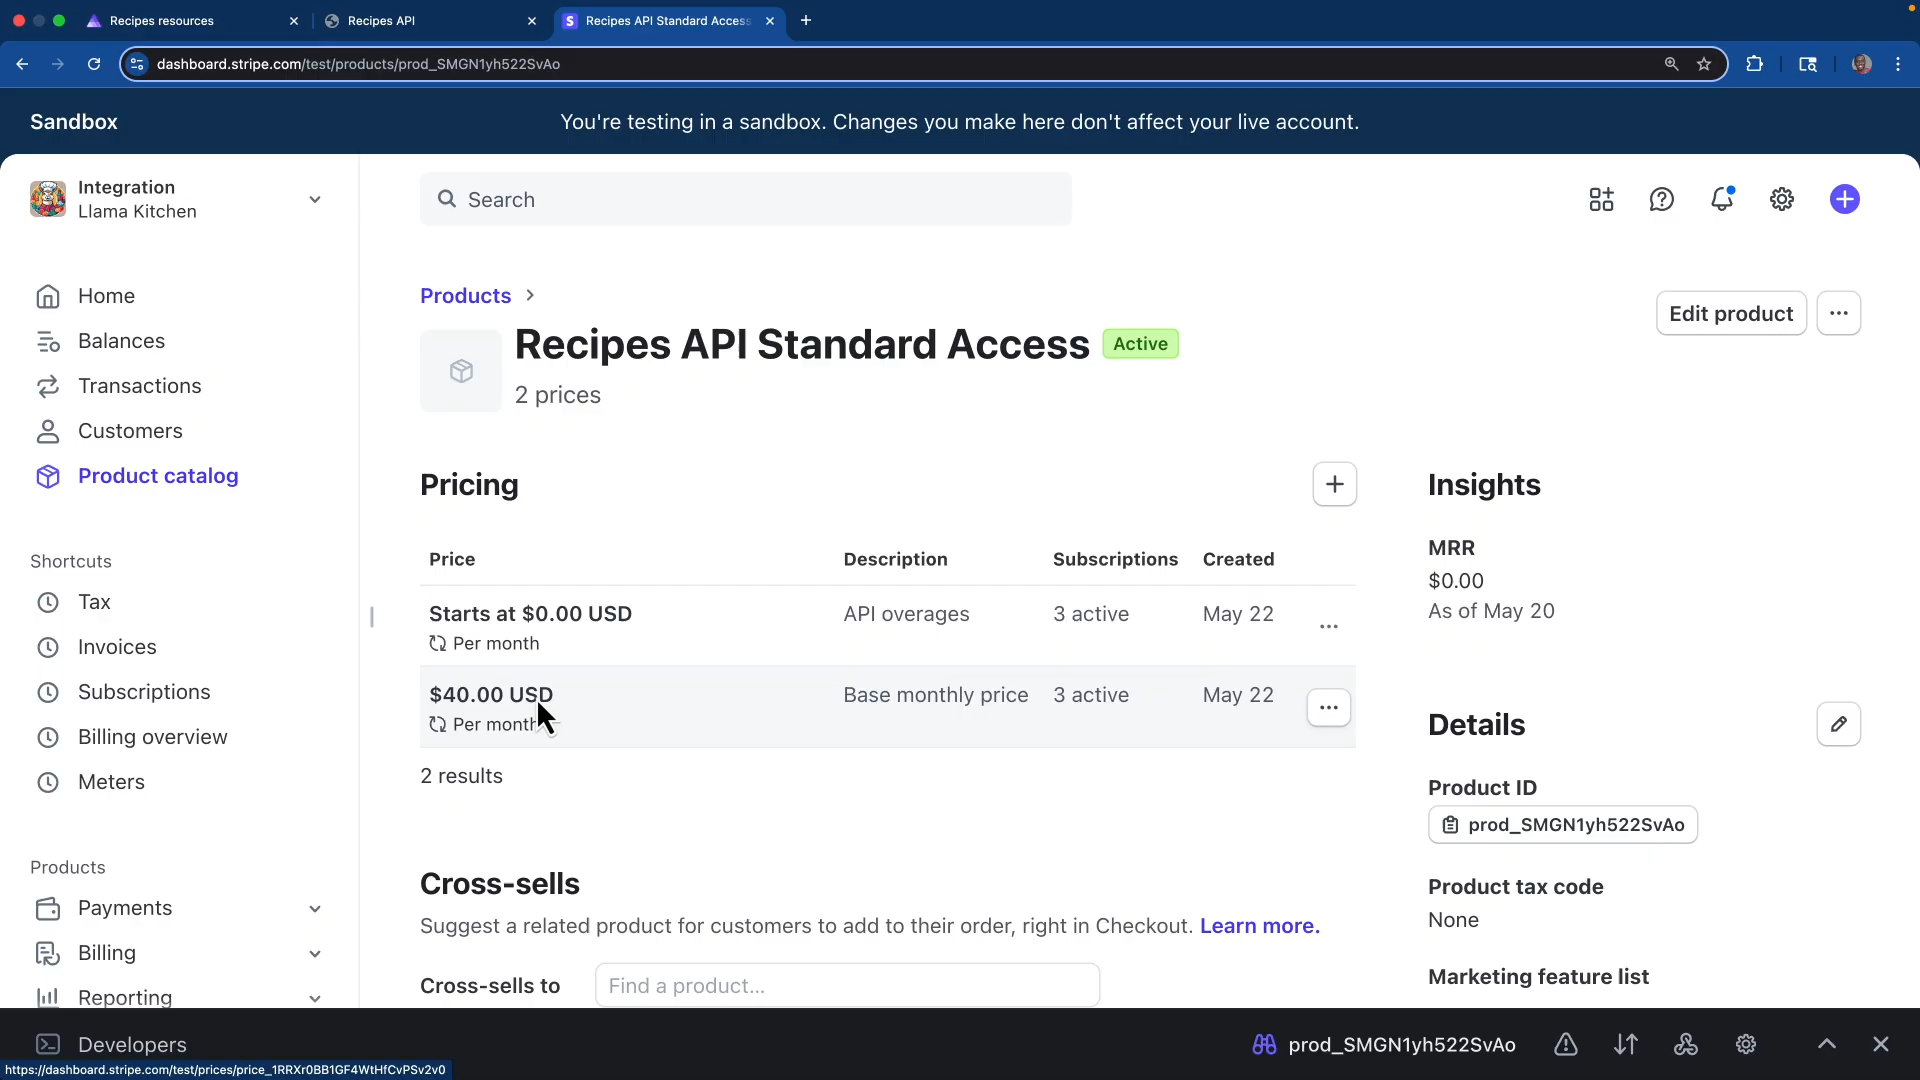 Recipes resources
Recipes API
Recipes API Standard Access
dashboard.stripe.com/test/products/prod_SMGN1yh522SvAo
Sandbox
You're testing in a sandbox. Changes you make here don't affect your live account.
Integration
Llama Kitchen
Search
Home
Balances
Transactions
Customers
Product catalog
Shortcuts
Tax
Invoices
Subscriptions
Billing overview
Meters
Products
Payments
Billing
Reporting
Products
Recipes API Standard Access
Active
2 prices
Edit product
Pricing
Price Description Subscriptions Created
Starts at $0.00 USD API overages 3 active May 22
Per month
$40.00 USD Base monthly price 3 active May 22
Per month
2 results
Cross-sells
Suggest a related product for customers to add to their order, right in Checkout. Learn more.
Cross-sells to
Find a product...
Insights
MRR
$0.00
As of May 20
Details
Product ID
prod_SMGN1yh522SvAo
Product tax code
None
Marketing feature list
Developers
prod_SMGN1yh522SvAo
https://dashboard.stripe.com/test/prices/price_1RRXr0BB1GF4WtHfCvPSv2v0